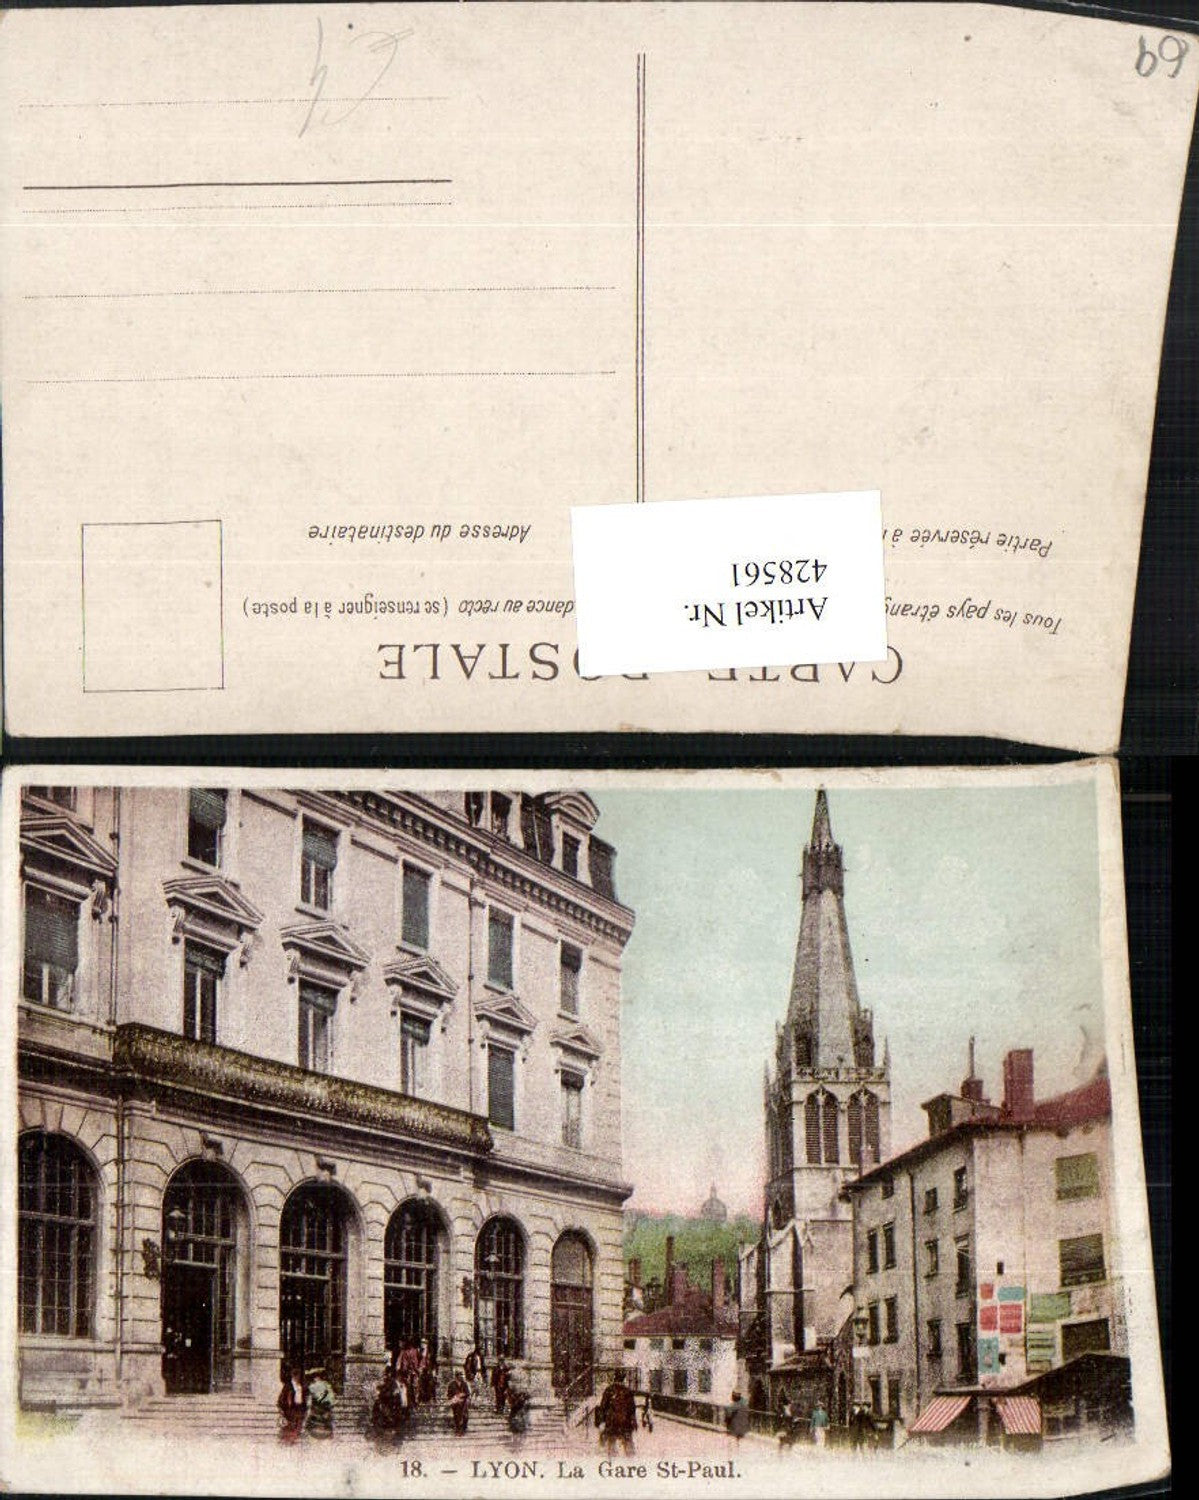 CARTE POSTALE
Tous les pays étrang dance au recto (se renseigner à la poste)
Partie réservée à Adresse du destinataire
Artikel Nr.
428561
69
18. — LYON. La Gare St-Paul.